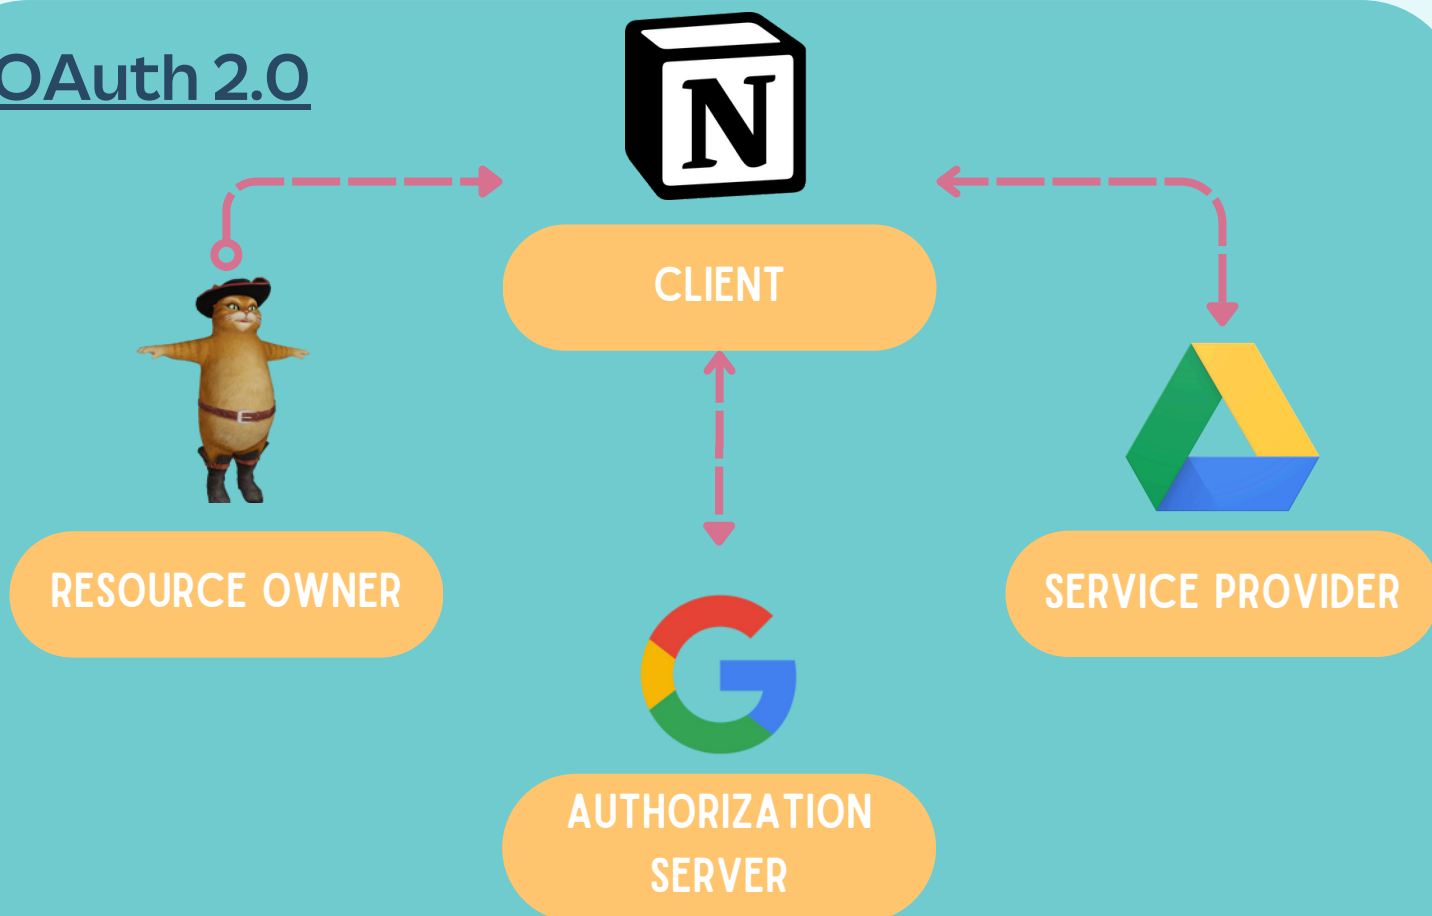 OAuth 2.0
N
CLIENT
RESOURCE OWNER
SERVICE PROVIDER
G
AUTHORIZATION
SERVER